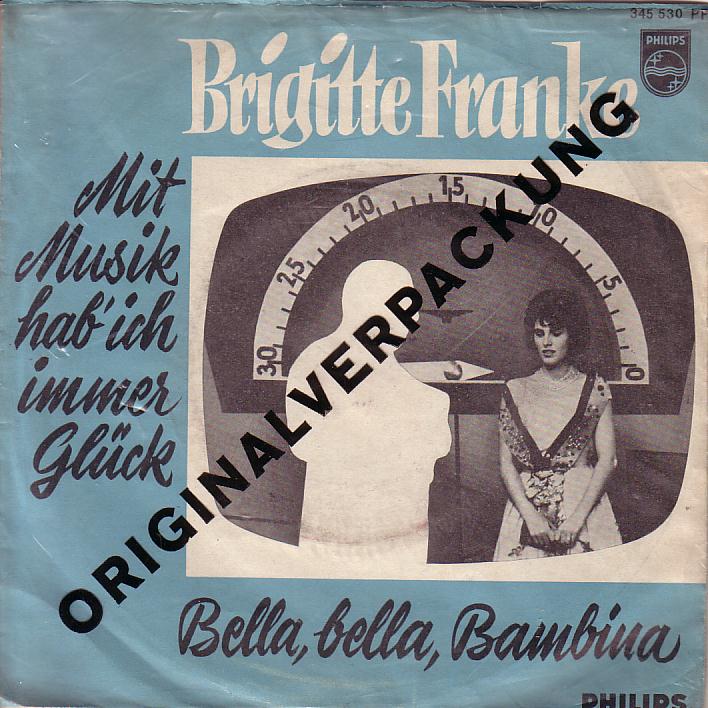 345 530 PF
PHILIPS
Brigitte Franke
Mit
Musik
hab' ich
immer
Glück
30 25 20 15 10 5 0
ORIGINALVERPACKUNG
Bella, bella, Bambina
PHILIPS